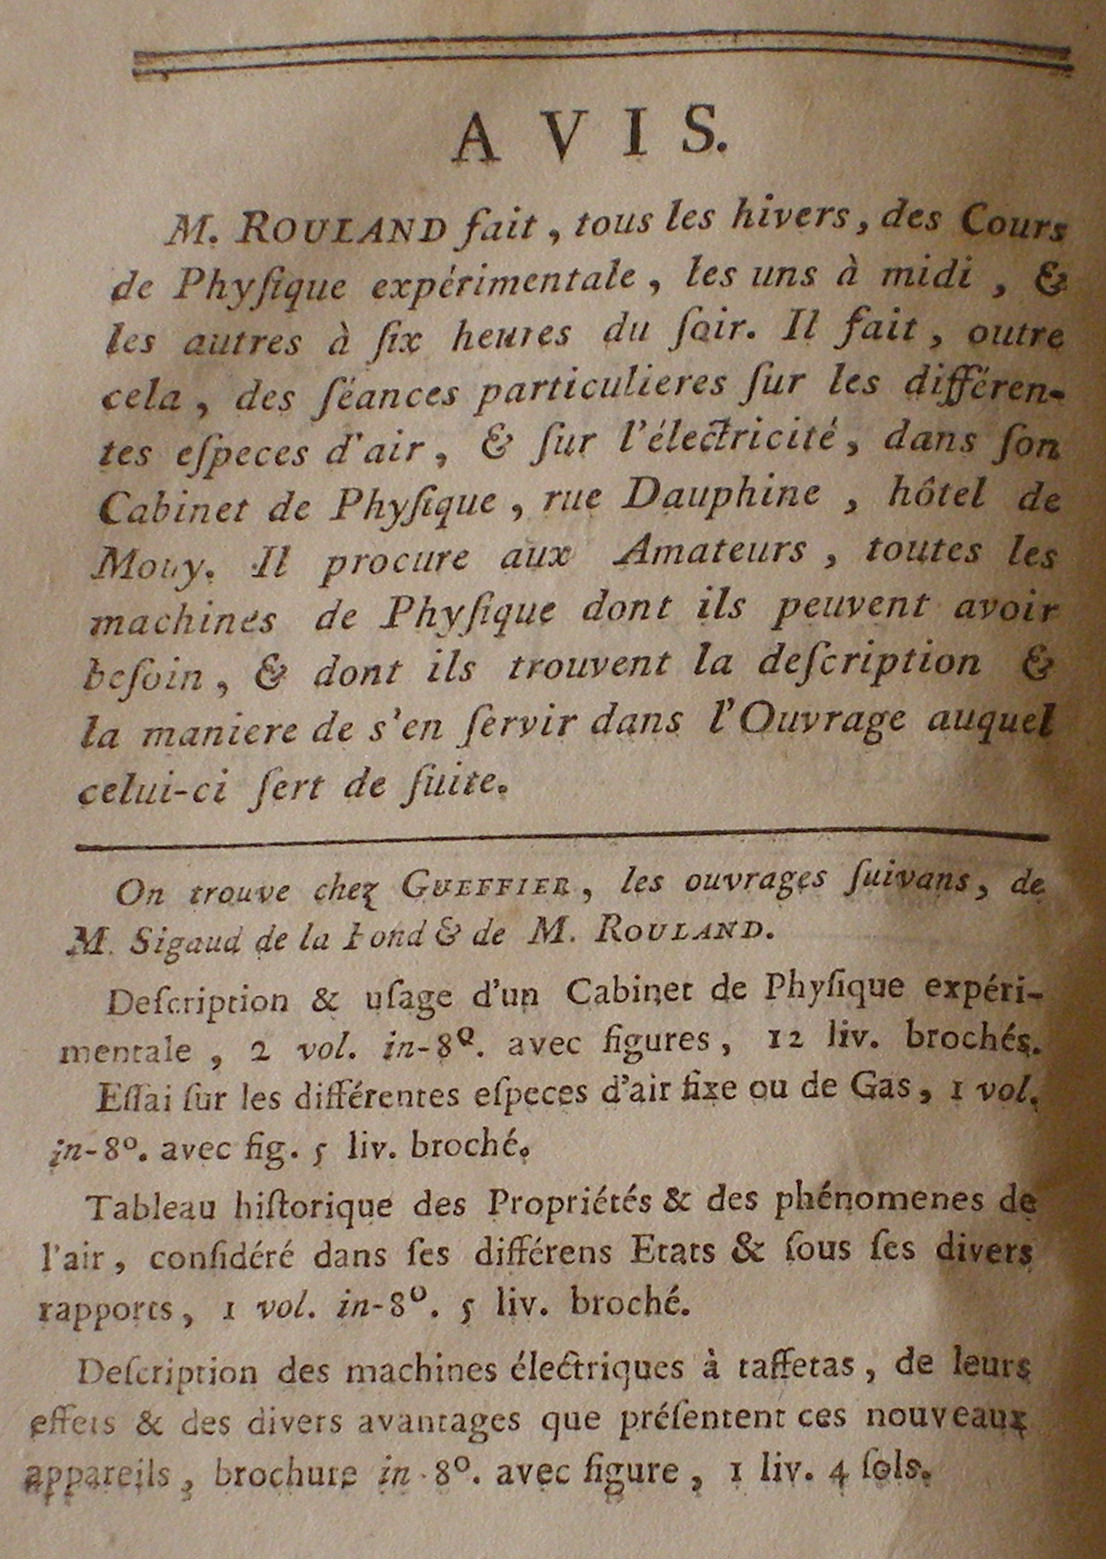 AVIS.
M. ROULAND fait, tous les hivers, des Cours
de Phyſique expérimentale, les uns à midi, &
les autres à ſix heures du ſoir. Il fait, outre
cela, des ſéances particulieres ſur les différen-
tes eſpeces d'air, & ſur l'électricité, dans ſon
Cabinet de Phyſique, rue Dauphine, hôtel de
Mouy. Il procure aux Amateurs, toutes les
machines de Phyſique dont ils peuvent avoir
beſoin, & dont ils trouvent la deſcription &
la maniere de s'en ſervir dans l'Ouvrage auquel
celui-ci ſert de ſuite.
On trouve chez GUEFFIER, les ouvrages ſuivans, de
M. Sigaud de la Fond & de M. ROULAND.
Deſcription & uſage d'un Cabinet de Phyſique expéri-
mentale, 2 vol. in-8º. avec figures, 12 liv. brochés.
Eſſai ſur les différentes eſpeces d'air fixe ou de Gas, 1 vol.
in-8º. avec fig. 5 liv. broché.
Tableau hiſtorique des Propriétés & des phénomenes de
l'air, conſidéré dans ſes différens Etats & ſous ſes divers
rapports, 1 vol. in-8º. 5 liv. broché.
Deſcription des machines électriques à taffetas, de leurs
effets & des divers avantages que préſentent ces nouveaux
appareils, brochure in-8º. avec figure, 1 liv. 4 ſols.